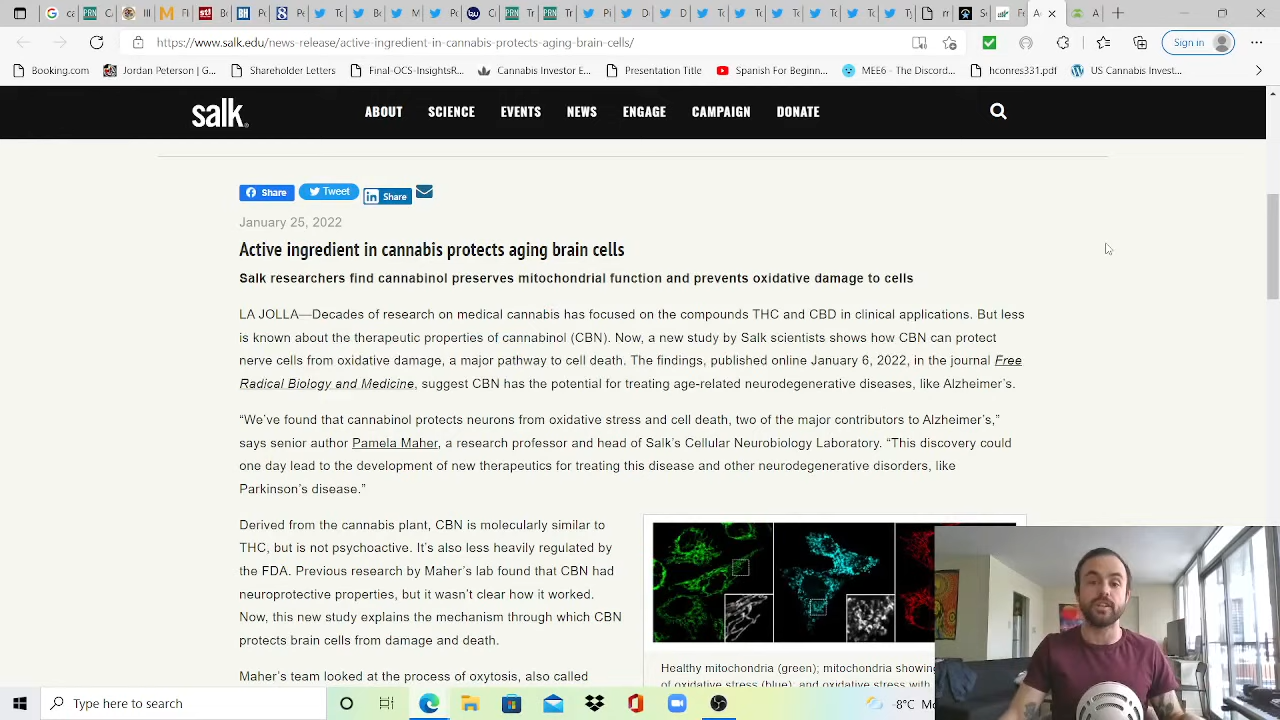 https://www.salk.edu/news-release/active-ingredient-in-cannabis-protects-aging-brain-cells/
Sign in
Booking.com
Jordan Peterson | G...
Shareholder Letters
Final-OCS-InsightsR...
Cannabis Investor E...
Presentation Title
Spanish For Beginn...
MEE6 - The Discord...
hconres331.pdf
US Cannabis Invest...
salk
ABOUT
SCIENCE
EVENTS
NEWS
ENGAGE
CAMPAIGN
DONATE
Share
Tweet
Share
January 25, 2022
Active ingredient in cannabis protects aging brain cells
Salk researchers find cannabinol preserves mitochondrial function and prevents oxidative damage to cells
LA JOLLA—Decades of research on medical cannabis has focused on the compounds THC and CBD in clinical applications. But less
is known about the therapeutic properties of cannabinol (CBN). Now, a new study by Salk scientists shows how CBN can protect
nerve cells from oxidative damage, a major pathway to cell death. The findings, published online January 6, 2022, in the journal Free
Radical Biology and Medicine, suggest CBN has the potential for treating age-related neurodegenerative diseases, like Alzheimer's.
“We've found that cannabinol protects neurons from oxidative stress and cell death, two of the major contributors to Alzheimer's,”
says senior author Pamela Maher, a research professor and head of Salk's Cellular Neurobiology Laboratory. “This discovery could
one day lead to the development of new therapeutics for treating this disease and other neurodegenerative disorders, like
Parkinson's disease.”
Derived from the cannabis plant, CBN is molecularly similar to
THC, but is not psychoactive. It's also less heavily regulated by
the FDA. Previous research by Maher's lab found that CBN had
neuroprotective properties, but it wasn't clear how it worked.
Now, this new study explains the mechanism through which CBN
protects brain cells from damage and death.
Maher's team looked at the process of oxytosis, also called
Healthy mitochondria (green); mitochondria showing
of oxidative stress (blue); and oxidative stress with
Type here to search
-8°C